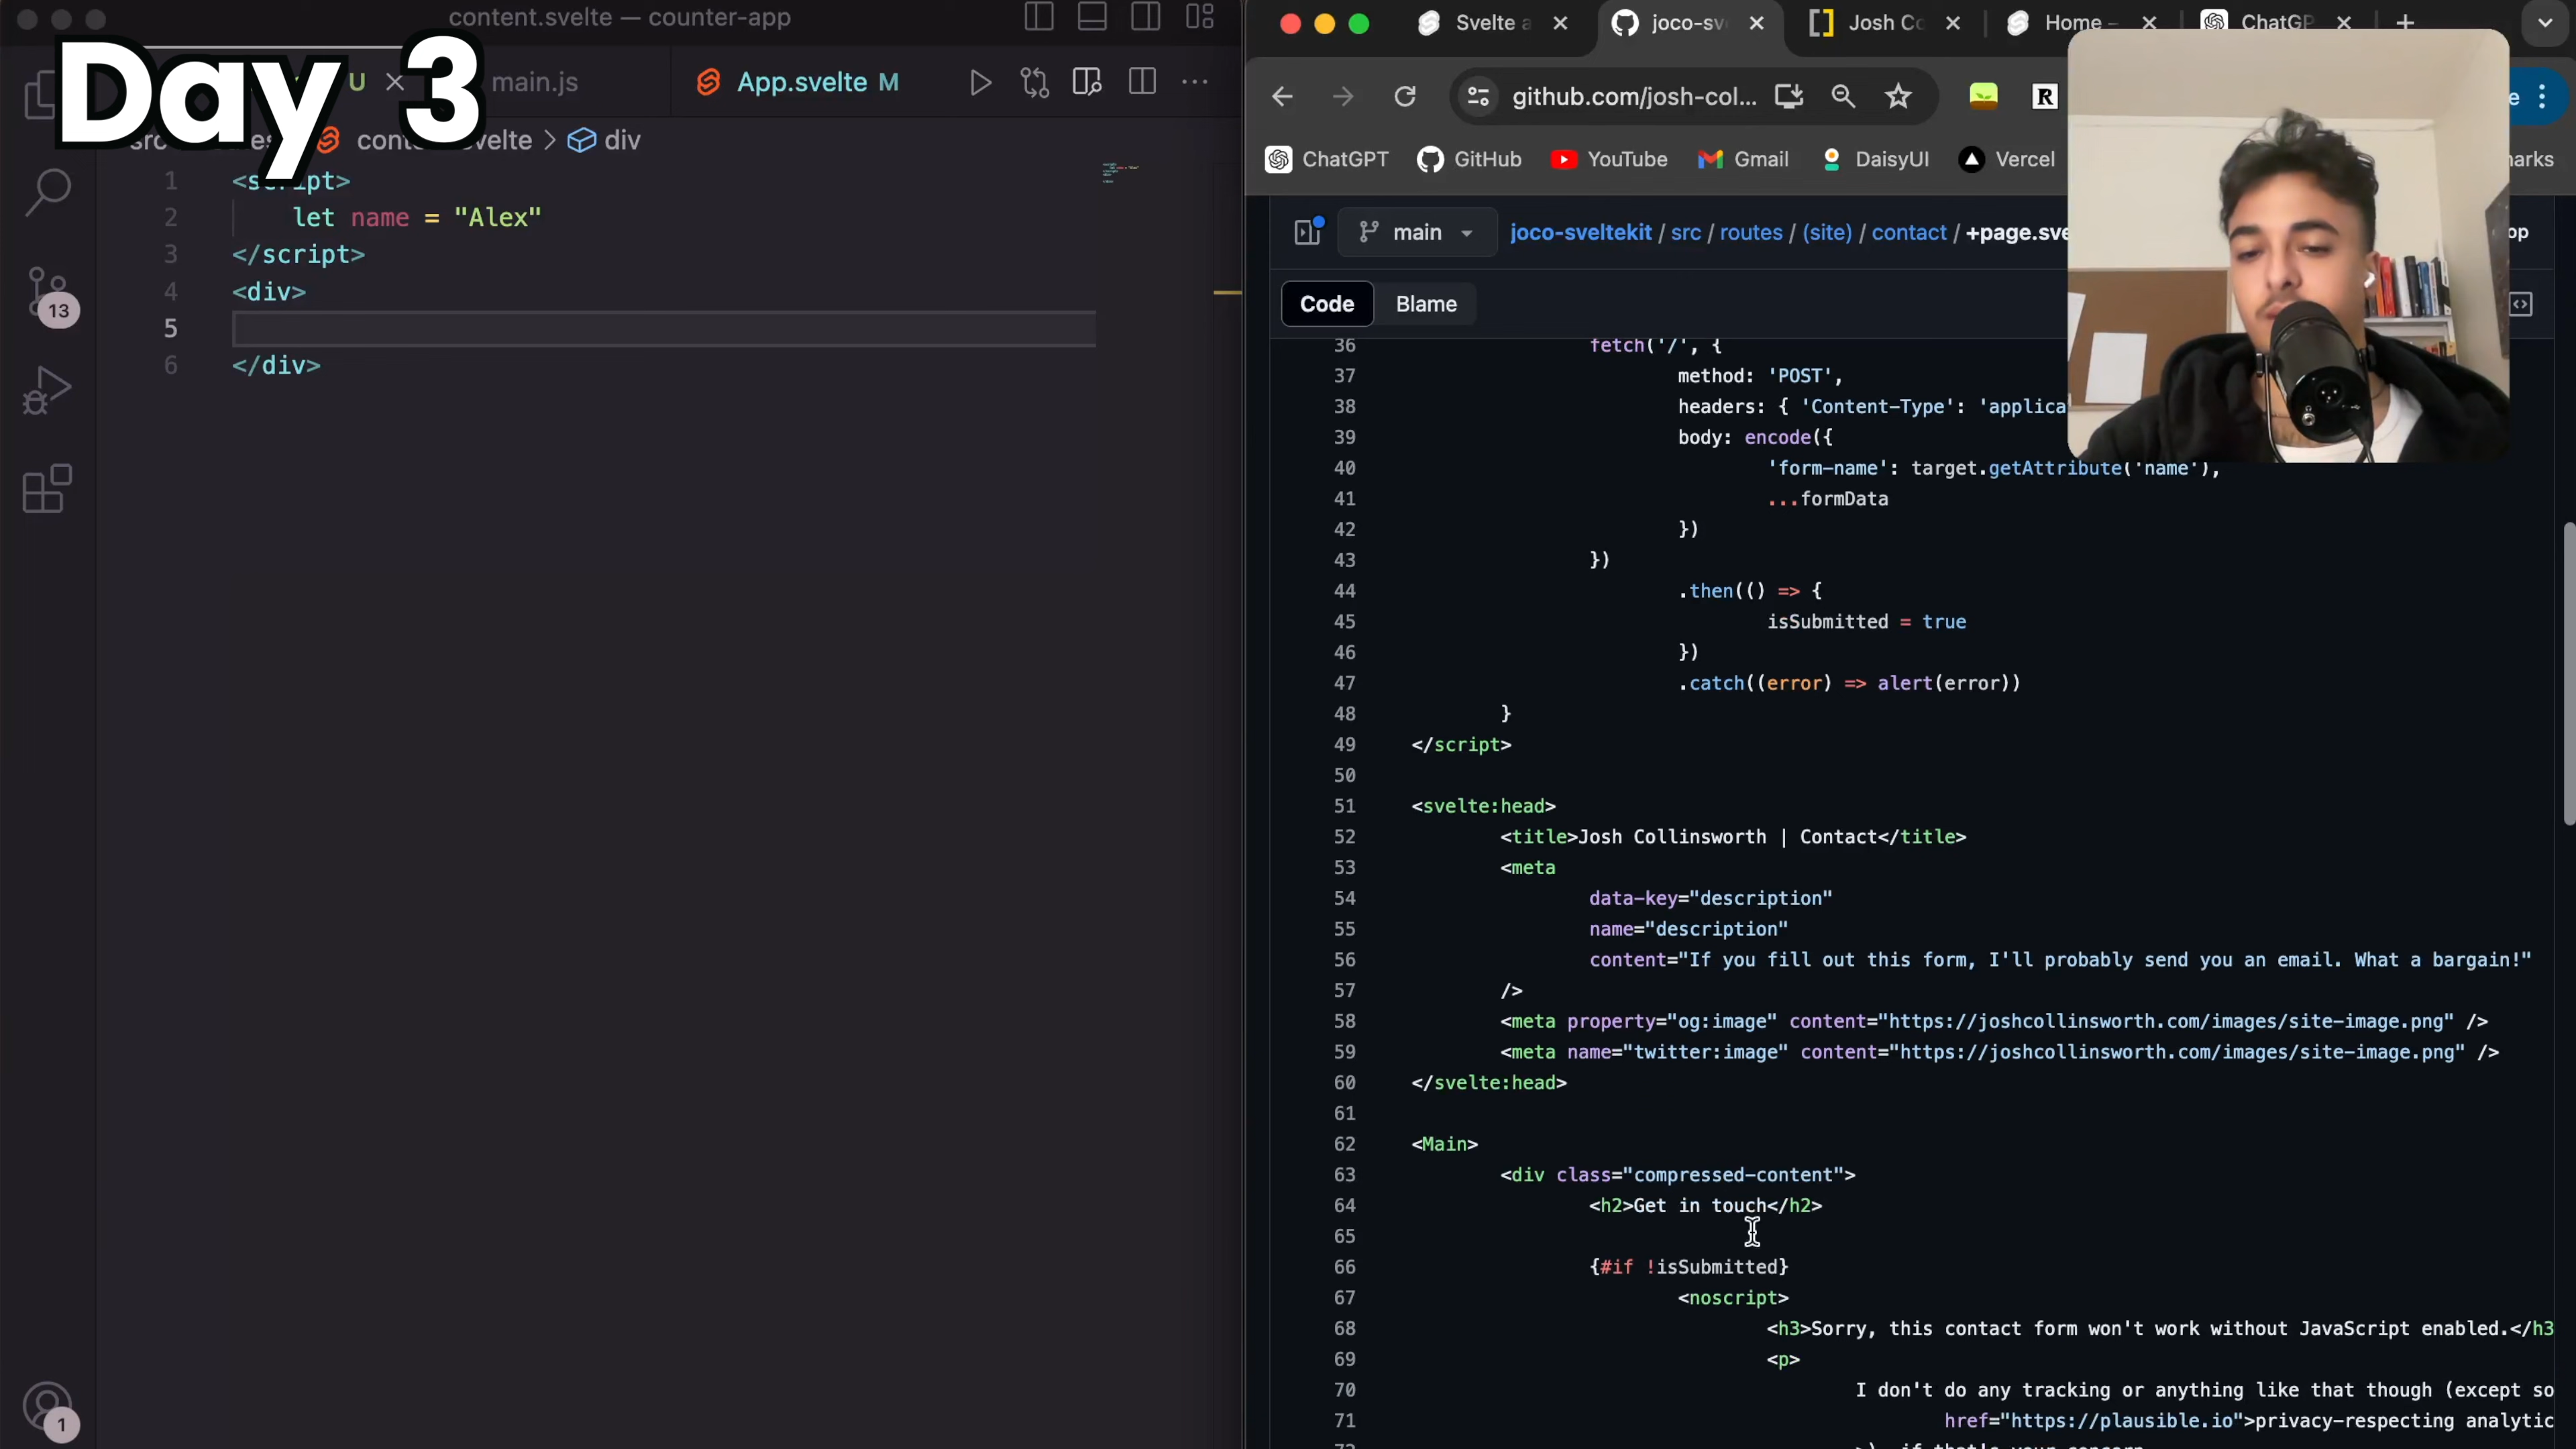 Day 3
content.svelte — counter-app
U
main.js
App.svelte M
div
1 <script>
2 let name = "Alex"
3 </script>
4 <div>
5
6 </div>
13
1
Svelte a
joco-sv
Josh Co
Home –
ChatGP
github.com/josh-col...
ChatGPT
GitHub
YouTube
Gmail
DaisyUI
Vercel
arks
main
joco-sveltekit / src / routes / (site) / contact / +page.sve
op
Code
Blame
36 fetch('/', {
37 method: 'POST',
38 headers: { 'Content-Type': 'applica
39 body: encode({
40 'form-name': target.getAttribute('name'),
41 ...formData
42 })
43 })
44 .then(() => {
45 isSubmitted = true
46 })
47 .catch((error) => alert(error))
48 }
49 </script>
50
51 <svelte:head>
52 <title>Josh Collinsworth | Contact</title>
53 <meta
54 data-key="description"
55 name="description"
56 content="If you fill out this form, I'll probably send you an email. What a bargain!"
57 />
58 <meta property="og:image" content="https://joshcollinsworth.com/images/site-image.png" />
59 <meta name="twitter:image" content="https://joshcollinsworth.com/images/site-image.png" />
60 </svelte:head>
61
62 <Main>
63 <div class="compressed-content">
64 <h2>Get in touch</h2>
65
66 {#if !isSubmitted}
67 <noscript>
68 <h3>Sorry, this contact form won't work without JavaScript enabled.</h3
69 <p>
70 I don't do any tracking or anything like that though (except so
71 href="https://plausible.io">privacy-respecting analytic